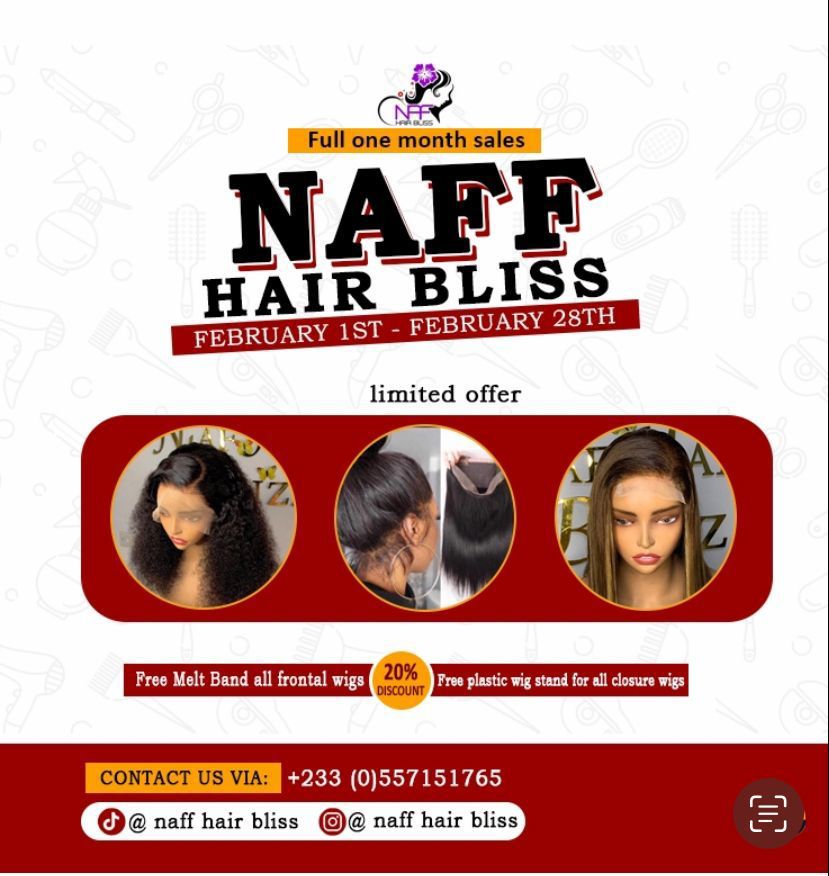 NAFF
HAIR BLISS
Full one month sales
NAFF
HAIR BLISS
FEBRUARY 1ST - FEBRUARY 28TH
limited offer
Free Melt Band all frontal wigs
20%
DISCOUNT
Free plastic wig stand for all closure wigs
CONTACT US VIA: +233 (0)557151765
@ naff hair bliss @ naff hair bliss